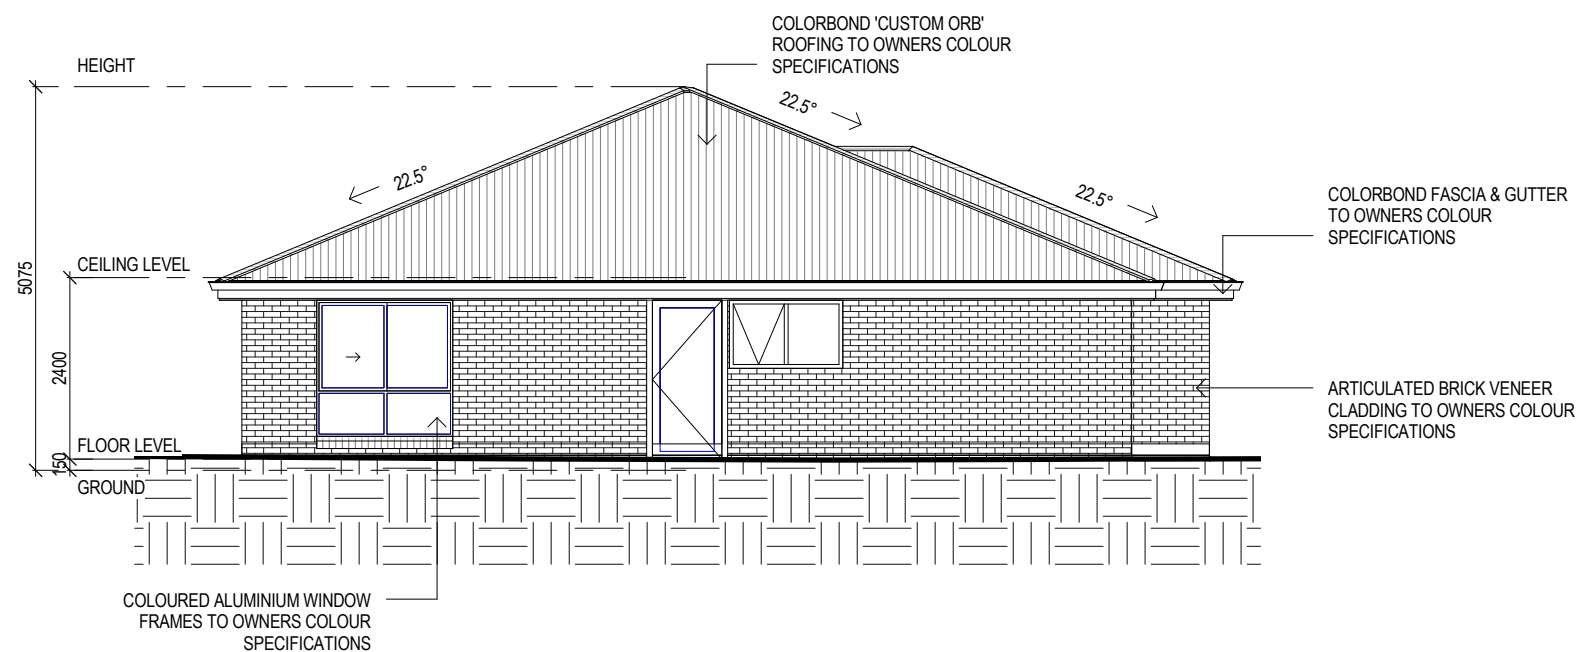 COLORBOND 'CUSTOM ORB'
ROOFING TO OWNERS COLOUR
SPECIFICATIONS
HEIGHT
22.5°
22.5°
22.5°
COLORBOND FASCIA & GUTTER
TO OWNERS COLOUR
SPECIFICATIONS
CEILING LEVEL
5075
2400
ARTICULATED BRICK VENEER
CLADDING TO OWNERS COLOUR
SPECIFICATIONS
FLOOR LEVEL
150
GROUND
COLOURED ALUMINIUM WINDOW
FRAMES TO OWNERS COLOUR
SPECIFICATIONS